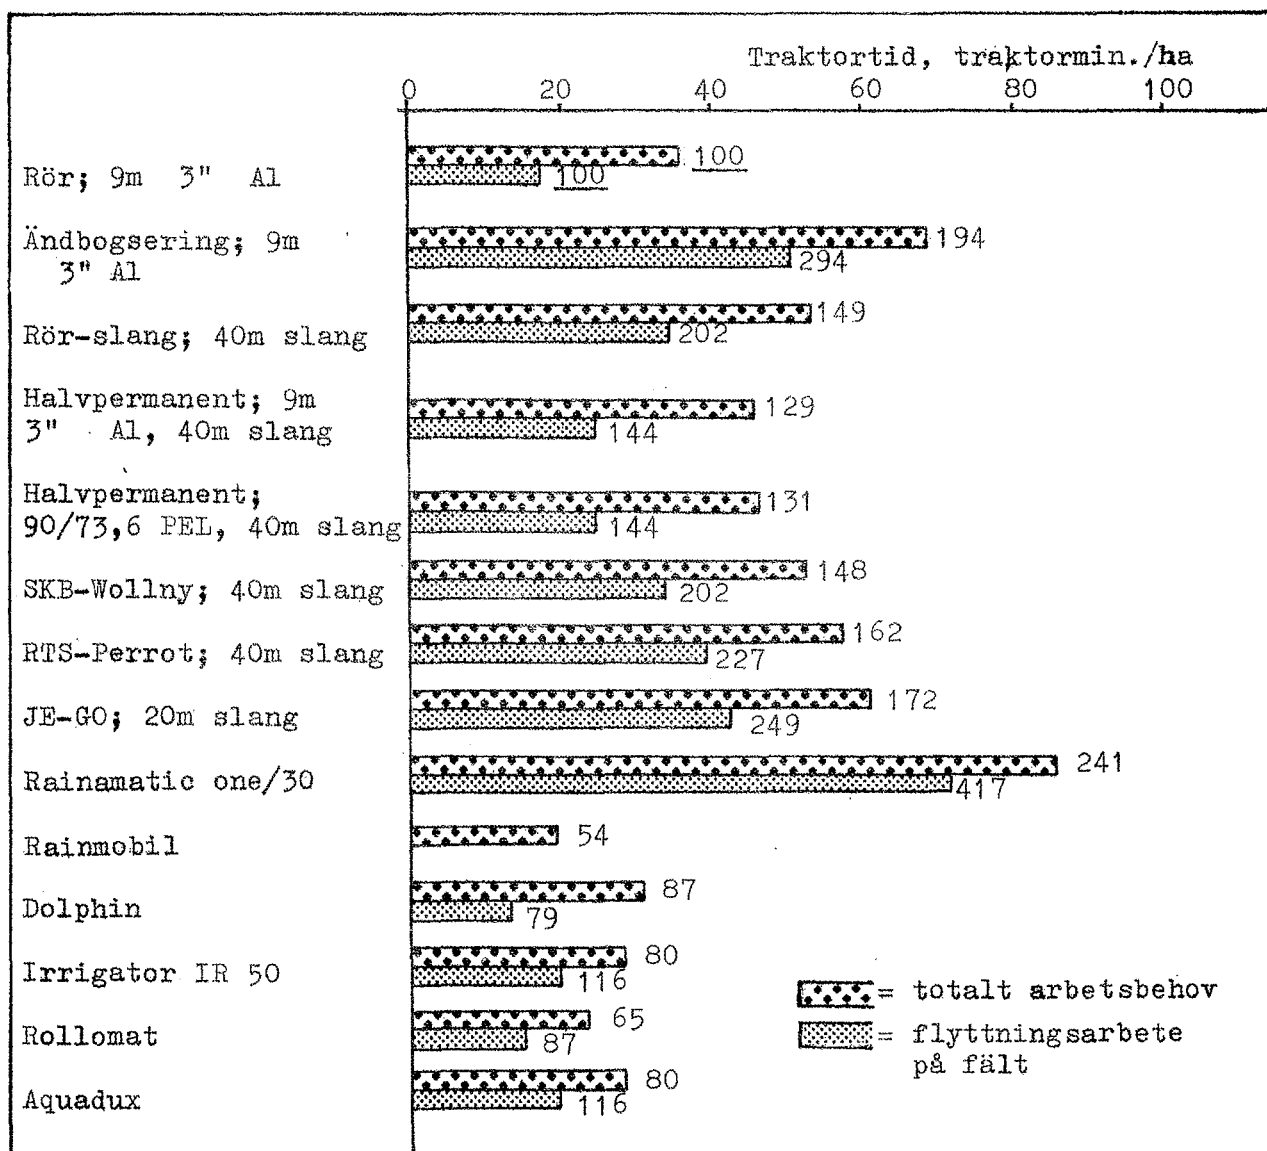 Traktortid, traktormin./ha
0 20 40 60 80 100
Rör; 9m 3" Al
100
100
Ändbogsering; 9m
3" Al
194
294
Rör-slang; 40m slang
149
202
Halvpermanent; 9m
3" Al, 40m slang
129
144
Halvpermanent;
90/73,6 PEL, 40m slang
131
144
SKB-Wollny; 40m slang
148
202
RTS-Perrot; 40m slang
162
227
JE-GO; 20m slang
172
249
Rainamatic one/30
241
417
Rainmobil
54
Dolphin
87
79
Irrigator IR 50
80
116
Rollomat
65
87
Aquadux
80
116
= totalt arbetsbehov
= flyttningsarbete
på fält